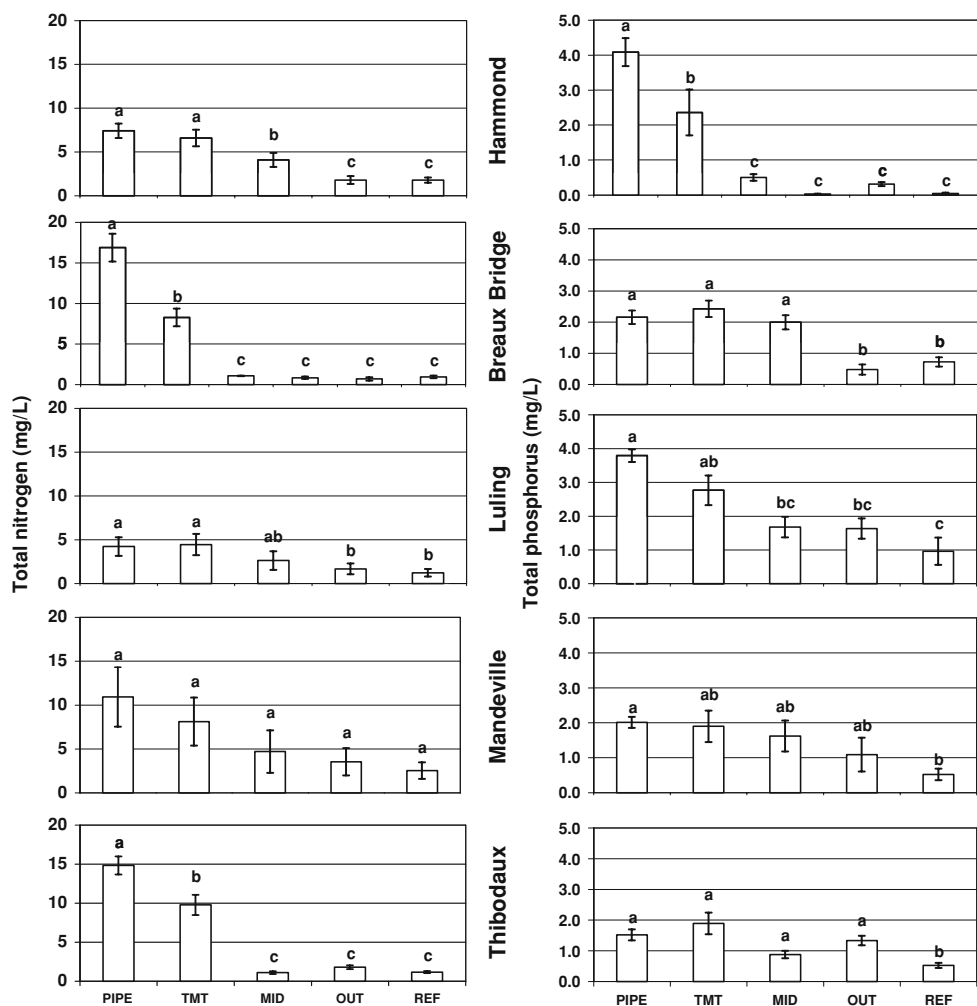 20
15
10
5
0
a
a
b
c
c
Hammond
5.0
4.0
3.0
2.0
1.0
0.0
a
b
c
c
c
c
20
15
10
5
0
a
b
c
c
c
c
Breaux Bridge
5.0
4.0
3.0
2.0
1.0
0.0
a
a
a
b
b
Total nitrogen (mg/L)
20
15
10
5
0
a
a
ab
b
b
Luling
Total phosphorus (mg/L)
5.0
4.0
3.0
2.0
1.0
0.0
a
ab
bc
bc
c
20
15
10
5
0
a
a
a
a
a
Mandeville
5.0
4.0
3.0
2.0
1.0
0.0
a
ab
ab
ab
b
20
15
10
5
0
a
b
c
c
c
Thibodaux
5.0
4.0
3.0
2.0
1.0
0.0
a
a
a
a
b
PIPE TMT MID OUT REF
PIPE TMT MID OUT REF